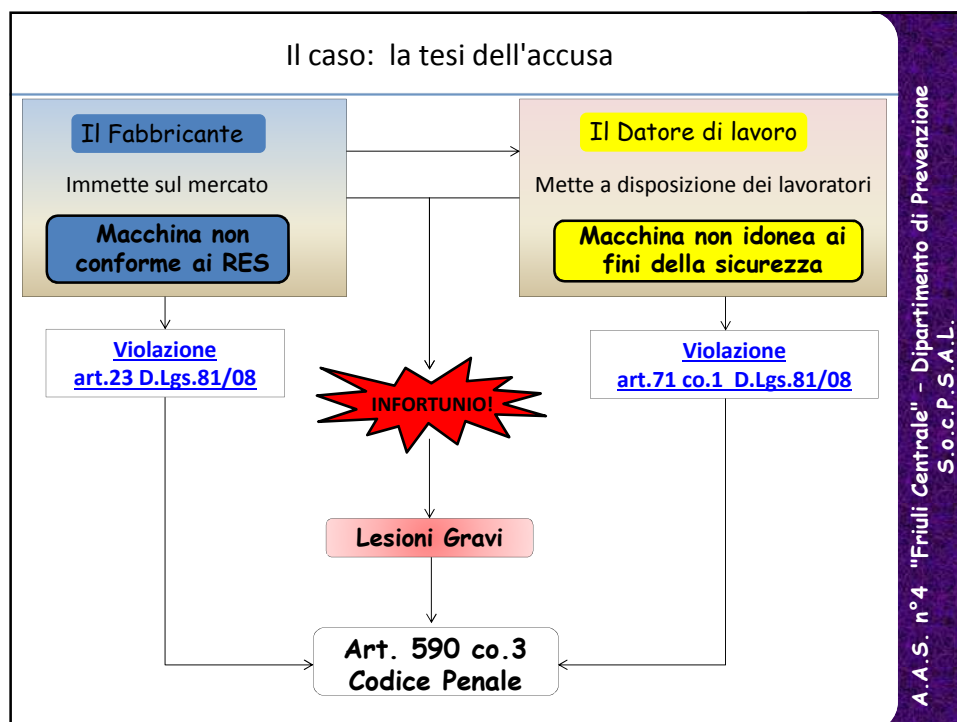 Il caso:  la tesi dell'accusa
Il Fabbricante
Immette sul mercato
Macchina non
conforme ai RES
Il Datore di lavoro
Mette a disposizione dei lavoratori
Macchina non idonea ai
fini della sicurezza
Violazione
art.23 D.Lgs.81/08
INFORTUNIO!
Violazione
art.71 co.1  D.Lgs.81/08
Lesioni Gravi
Art. 590 co.3
Codice Penale
A.A.S. n°4  "Friuli Centrale" – Dipartimento di Prevenzione
S.o.c.P.S.A.L.